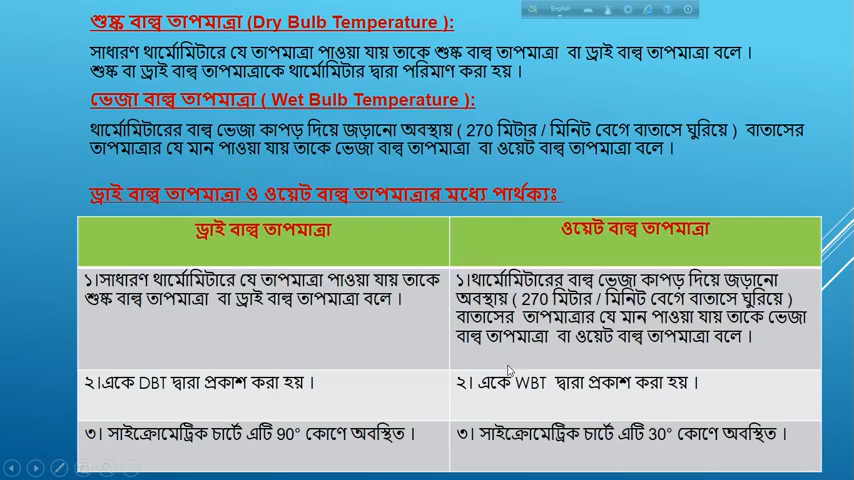 English
শুষ্ক বাল্ব তাপমাত্রা (Dry Bulb Temperature ):
সাধারণ থার্মোমিটারে যে তাপমাত্রা পাওয়া যায় তাকে শুষ্ক বাল্ব তাপমাত্রা বা ড্রাই বাল্ব তাপমাত্রা বলে ।
শুষ্ক বা ড্রাই বাল্ব তাপমাত্রাকে থার্মোমিটার দ্বারা পরিমাণ করা হয় ।
ভেজা বাল্ব তাপমাত্রা ( Wet Bulb Temperature ):
থার্মোমিটারের বাল্ব ভেজা কাপড় দিয়ে জড়ানো অবস্থায় ( 270 মিটার / মিনিট বেগে বাতাসে ঘুরিয়ে ) বাতাসের
তাপমাত্রার যে মান পাওয়া যায় তাকে ভেজা বাল্ব তাপমাত্রা বা ওয়েট বাল্ব তাপমাত্রা বলে ।
ড্রাই বাল্ব তাপমাত্রা ও ওয়েট বাল্ব তাপমাত্রার মধ্যে পার্থক্যঃ
ড্রাই বাল্ব তাপমাত্রা
ওয়েট বাল্ব তাপমাত্রা
১।সাধারণ থার্মোমিটারে যে তাপমাত্রা পাওয়া যায় তাকে
শুষ্ক বাল্ব তাপমাত্রা বা ড্রাই বাল্ব তাপমাত্রা বলে ।
১।থার্মোমিটারের বাল্ব ভেজা কাপড় দিয়ে জড়ানো
অবস্থায় ( 270 মিটার / মিনিট বেগে বাতাসে ঘুরিয়ে )
বাতাসের তাপমাত্রার যে মান পাওয়া যায় তাকে ভেজা
বাল্ব তাপমাত্রা বা ওয়েট বাল্ব তাপমাত্রা বলে ।
২।একে DBT দ্বারা প্রকাশ করা হয় ।
২। একে WBT দ্বারা প্রকাশ করা হয় ।
৩। সাইক্রোমেট্রিক চার্টে এটি 90° কোণে অবস্থিত ।
৩। সাইক্রোমেট্রিক চার্টে এটি 30° কোণে অবস্থিত ।